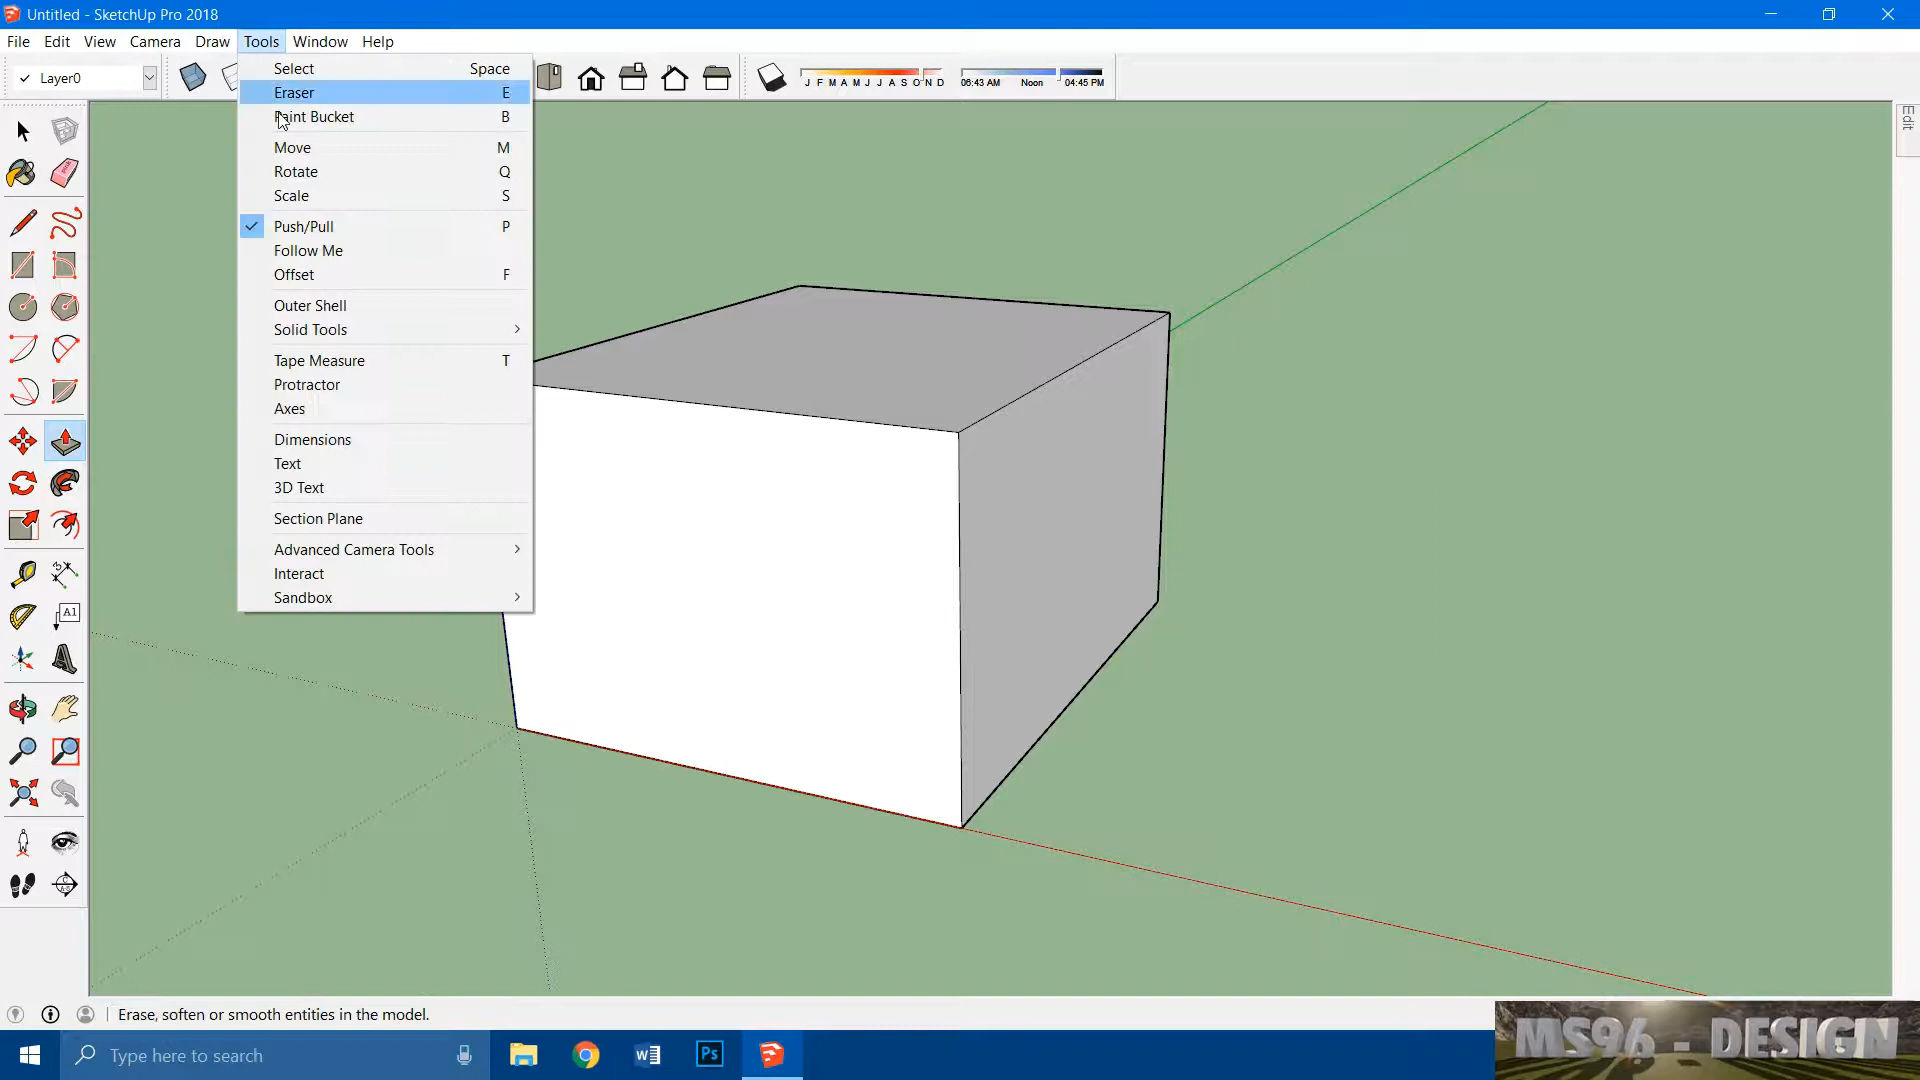 Untitled - SketchUp Pro 2018
File Edit View Camera Draw Tools Window Help
Layer0
J F M A M J J A S O N D
06:43 AM Noon 04:45 PM
Select Space
Eraser E
Paint Bucket B
Move M
Rotate Q
Scale S
Push/Pull P
Follow Me
Offset F
Outer Shell
Solid Tools
Tape Measure T
Protractor
Axes
Dimensions
Text
3D Text
Section Plane
Advanced Camera Tools
Interact
Sandbox
Edit
A1
Erase, soften or smooth entities in the model.
Type here to search
Ps
MS96 - DESIGN